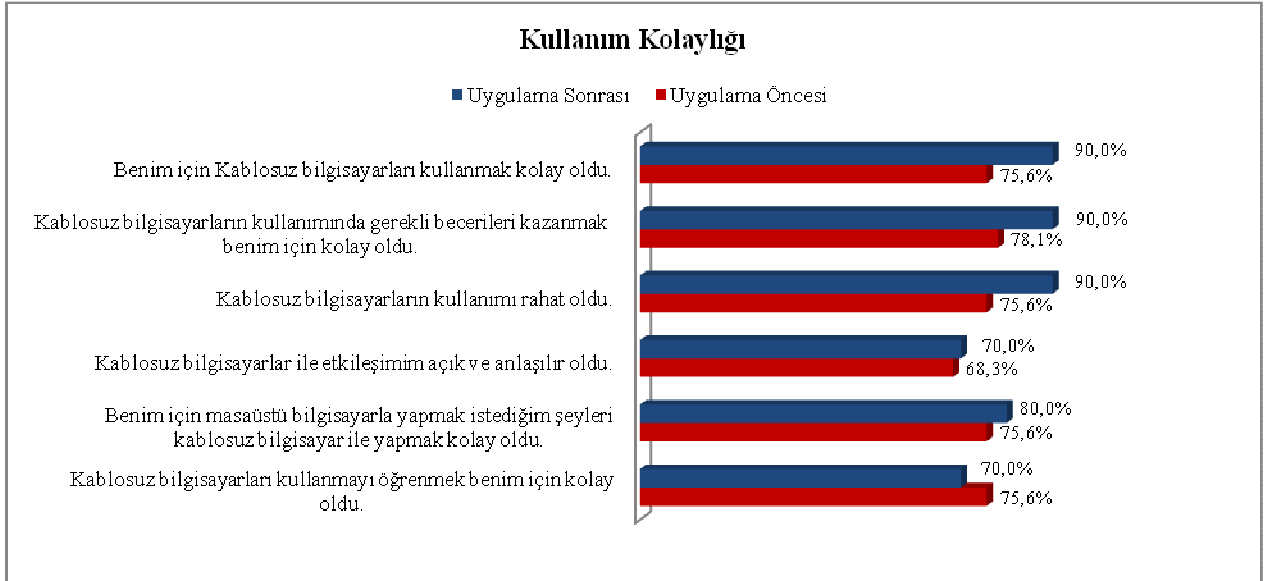 Kullanım Kolaylığı
Uygulama Sonrası Uygulama Öncesi
Benim için Kablosuz bilgisayarları kullanmak kolay oldu.
90,0%
75,6%
Kablosuz bilgisayarların kullanımında gerekli becerileri kazanmak
benim için kolay oldu.
90,0%
78,1%
Kablosuz bilgisayarların kullanımı rahat oldu.
90,0%
75,6%
Kablosuz bilgisayarlar ile etkileşimim açık ve anlaşılır oldu.
70,0%
68,3%
Benim için masaüstü bilgisayarla yapmak istediğim şeyleri
kablosuz bilgisayar ile yapmak kolay oldu.
80,0%
75,6%
Kablosuz bilgisayarları kullanmayı öğrenmek benim için kolay
oldu.
70,0%
75,6%